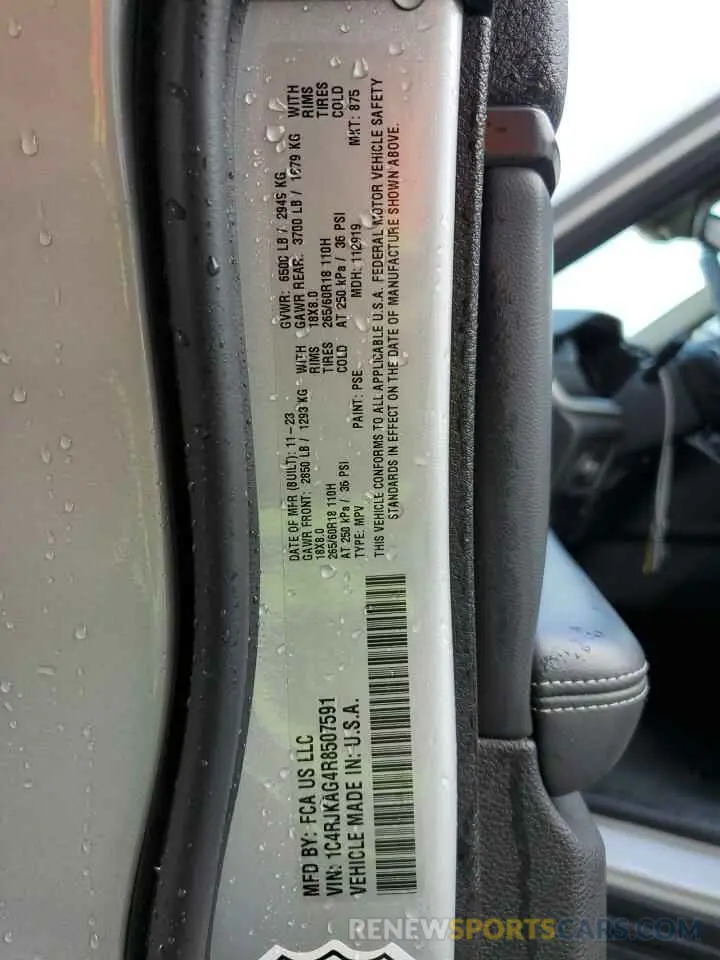 MFD BY: FCA US LLC
VIN: 1C4RJKAG4R8507591
VEHICLE MADE IN: U.S.A.
DATE OF MFR (BUILT): 11-23
GVWR: 6500 LB / 2945 KG
GAWR FRONT: 2850 LB / 1293 KG WITH
18X8.0 RIMS
265/60R18 110H TIRES
AT 250 kPa / 36 PSI COLD
GAWR REAR: 3700 LB / 1679 KG WITH
18X8.0 RIMS
265/60R18 110H TIRES
AT 250 kPa / 36 PSI COLD
TYPE: MPV PAINT: PSE MDH: 112919 MKT: 875
THIS VEHICLE CONFORMS TO ALL APPLICABLE U.S.A. FEDERAL MOTOR VEHICLE SAFETY
STANDARDS IN EFFECT ON THE DATE OF MANUFACTURE SHOWN ABOVE.
RENEWSPORTSCARS.COM